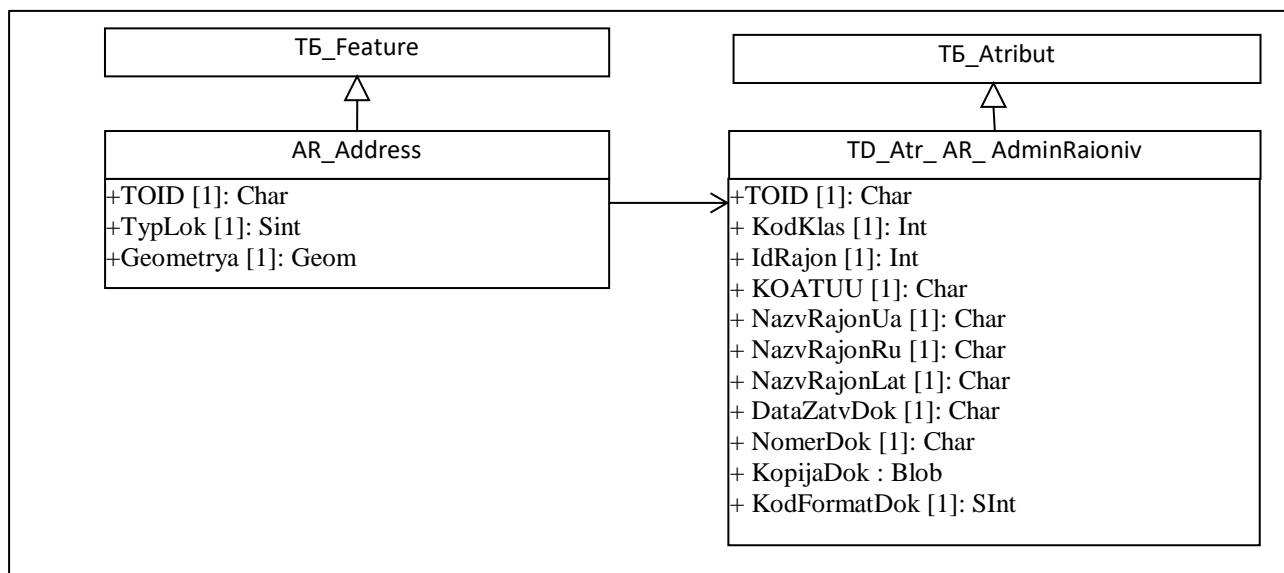 ТБ_Feature
AR_Address
+TOID [1]: Char
+TypLok [1]: Sint
+Geometrya [1]: Geom
ТБ_Atribut
TD_Atr_ AR_ AdminRaioniv
+TOID [1]: Char
+ KodKlas [1]: Int
+ IdRajon [1]: Int
+ KOATUU [1]: Char
+ NazvRajonUa [1]: Char
+ NazvRajonRu [1]: Char
+ NazvRajonLat [1]: Char
+ DataZatvDok [1]: Char
+ NomerDok [1]: Char
+ KopijaDok : Blob
+ KodFormatDok [1]: SInt